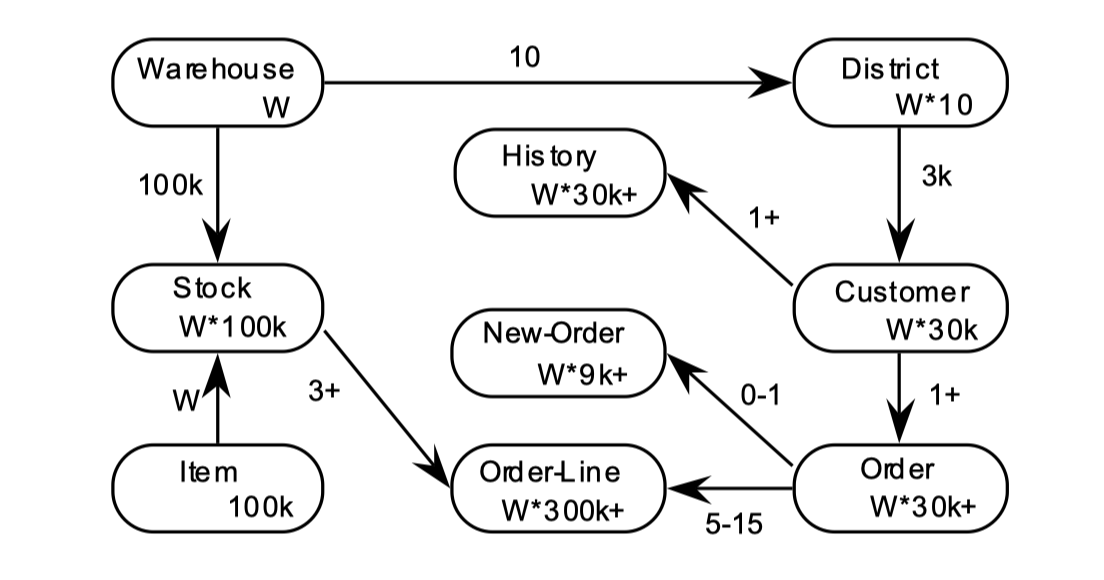 Warehouse
W
10
District
W*10
History
W*30k+
100k
3k
1+
Stock
W*100k
Customer
W*30k
New-Order
W*9k+
W
3+
0-1
1+
Item
100k
Order-Line
W*300k+
5-15
Order
W*30k+